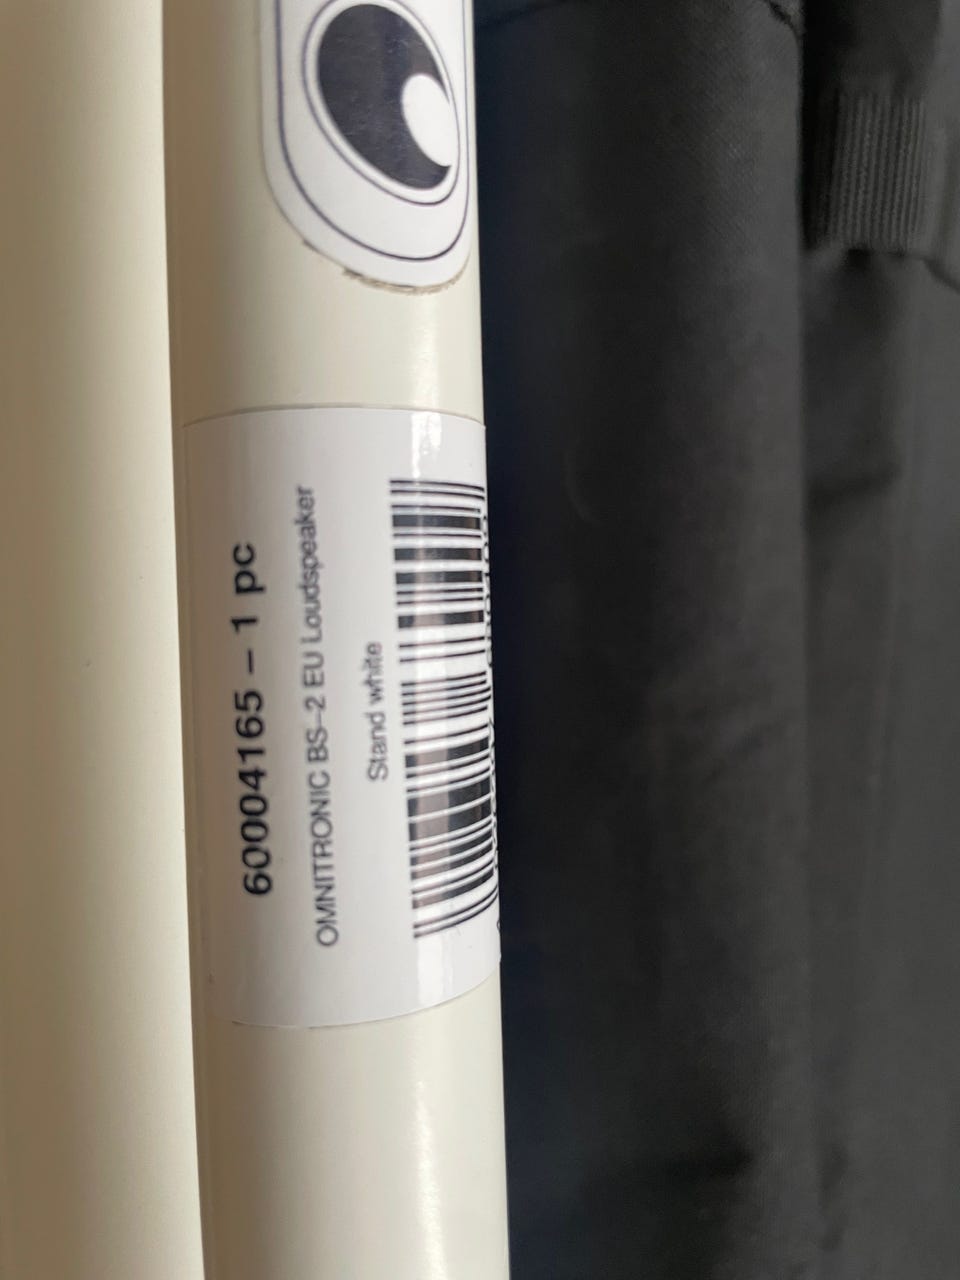 60004165 – 1 pc
OMNITRONIC BS-2 EU Loudspeaker
Stand white